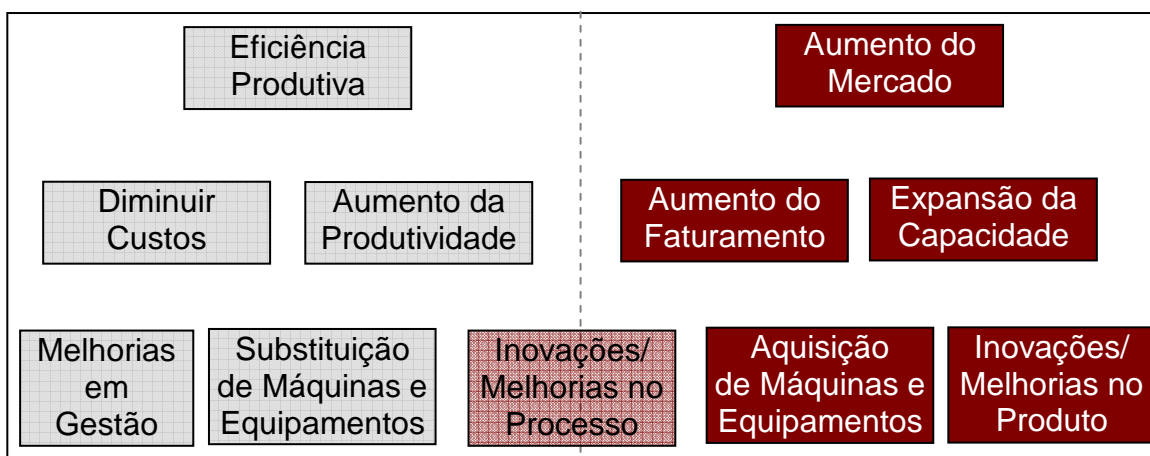 Eficiência
Produtiva
Aumento do
Mercado
Diminuir
Custos
Aumento da
Produtividade
Aumento do
Faturamento
Expansão da
Capacidade
Melhorias
em
Gestão
Substituição
de Máquinas e
Equipamentos
Inovações/
Melhorias no
Processo
Aquisição
de Máquinas e
Equipamentos
Inovações/
Melhorias no
Produto